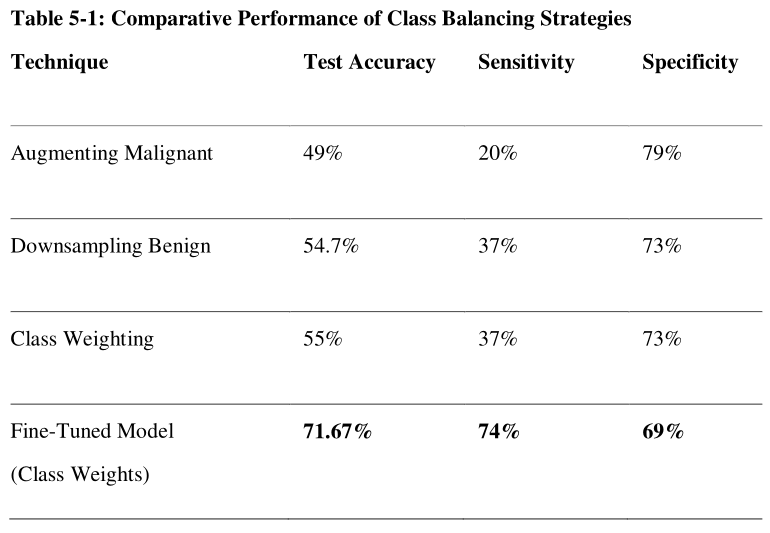 Table 5-1: Comparative Performance of Class Balancing Strategies
Technique Test Accuracy Sensitivity Specificity
Augmenting Malignant 49% 20% 79%
Downsampling Benign 54.7% 37% 73%
Class Weighting 55% 37% 73%
Fine-Tuned Model 71.67% 74% 69%
(Class Weights)